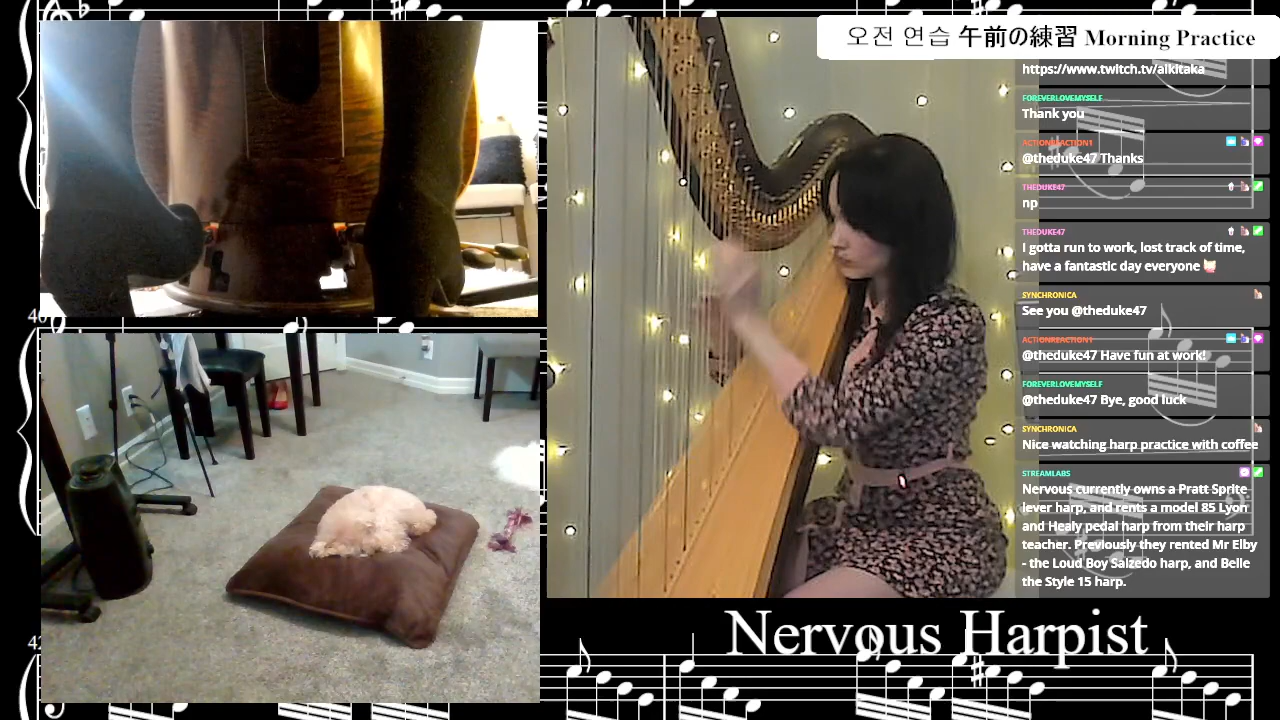 오전 연습 午前の練習 Morning Practice
https://www.twitch.tv/alkitaka
FOREVERLOVEMYSELF
Thank you
ACTIONREACTION1
@theduke47 Thanks
THEDUKE47
np
THEDUKE47
I gotta run to work, lost track of time,
have a fantastic day everyone
SYNCHRONICA
See you @theduke47
ACTIONREACTION1
@theduke47 Have fun at work!
FOREVERLOVEMYSELF
@theduke47 Bye, good luck
SYNCHRONICA
Nice watching harp practice with coffee
STREAMLABS
Nervous currently owns a Pratt Sprite
lever harp, and rents a model 85 Lyon
and Healy pedal harp from their harp
teacher. Previously they rented Mr Elby
- the Loud Boy Salzedo harp, and Belle
the Style 15 harp.
Nervous Harpist